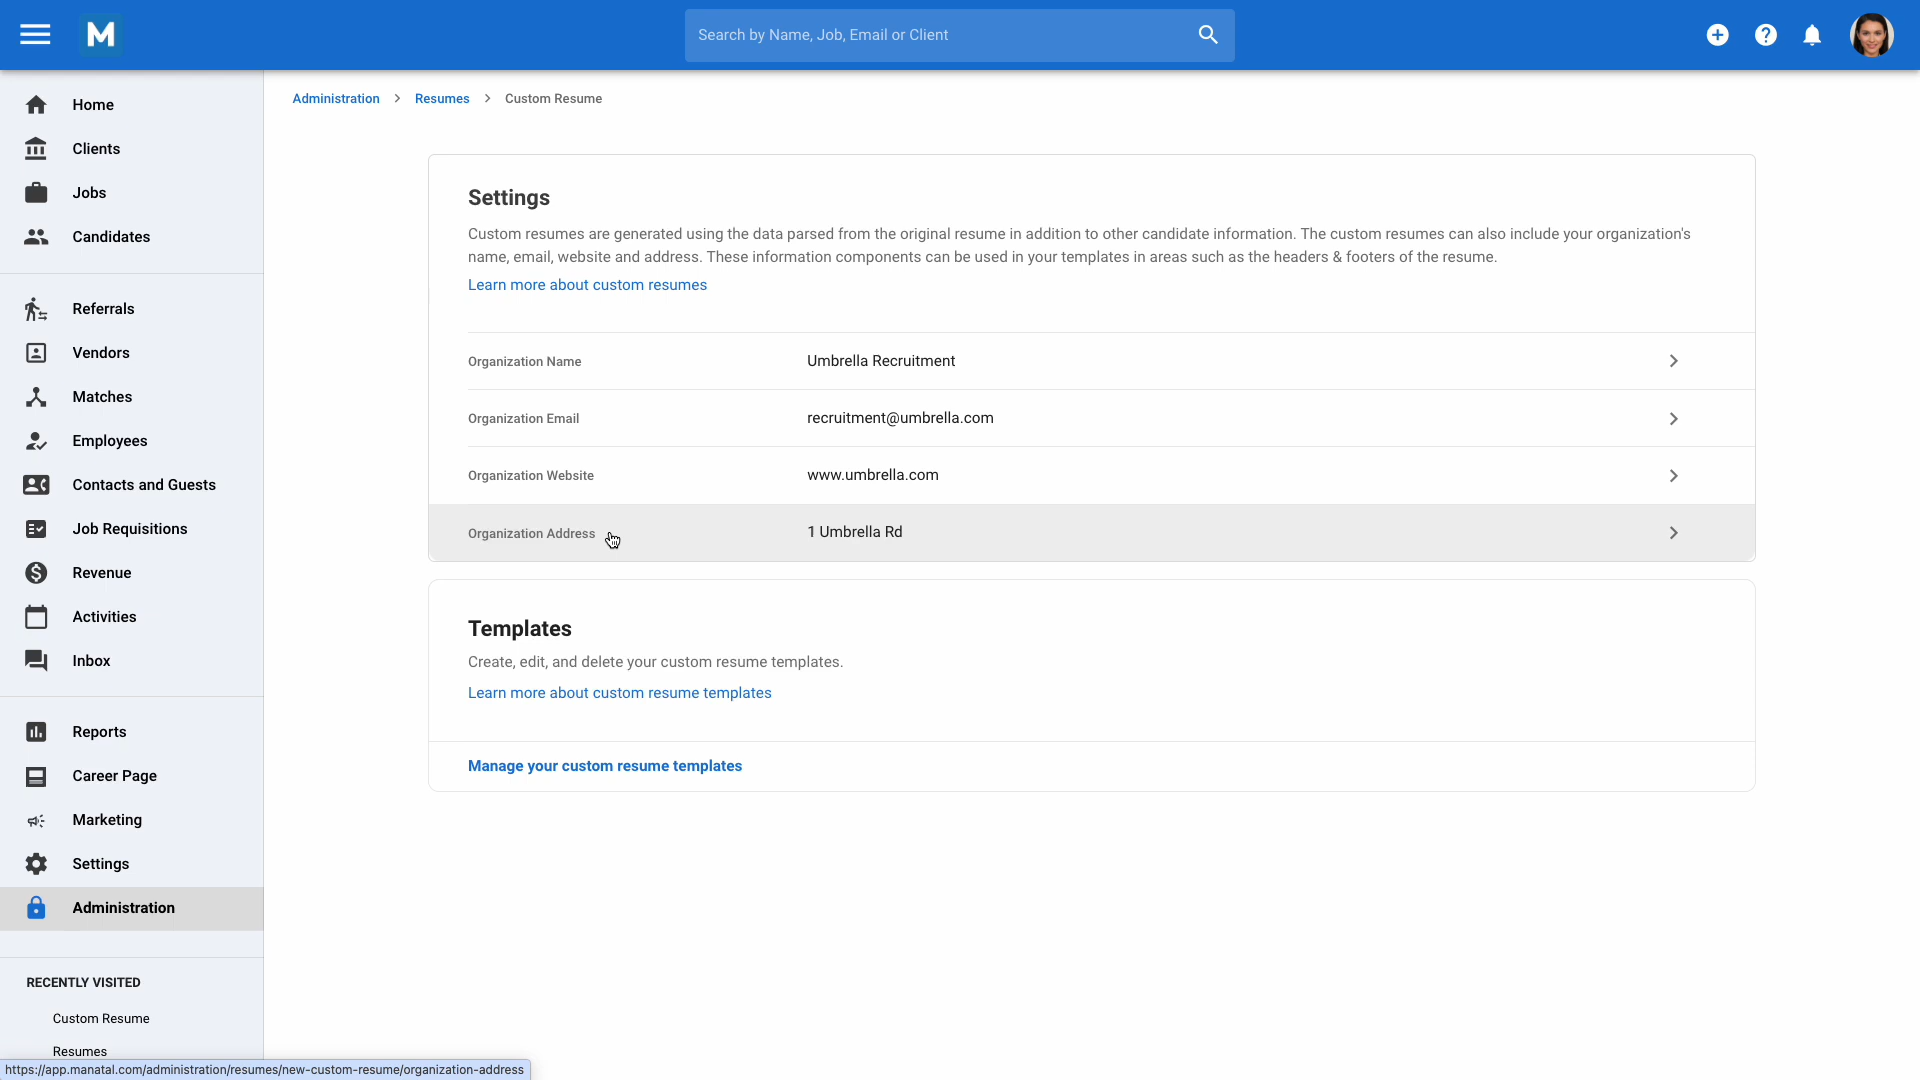 M
Search by Name, Job, Email or Client
Home
Clients
Jobs
Candidates
Referrals
Vendors
Matches
Employees
Contacts and Guests
Job Requisitions
Revenue
Activities
Inbox
Reports
Career Page
Marketing
Settings
Administration
RECENTLY VISITED
Custom Resume
Resumes
Administration > Resumes > Custom Resume
Settings
Custom resumes are generated using the data parsed from the original resume in addition to other candidate information. The custom resumes can also include your organization's
name, email, website and address. These information components can be used in your templates in areas such as the headers & footers of the resume.
Learn more about custom resumes
Organization Name Umbrella Recruitment
Organization Email recruitment@umbrella.com
Organization Website www.umbrella.com
Organization Address 1 Umbrella Rd
Templates
Create, edit, and delete your custom resume templates.
Learn more about custom resume templates
Manage your custom resume templates
https://app.manatal.com/administration/resumes/new-custom-resume/organization-address